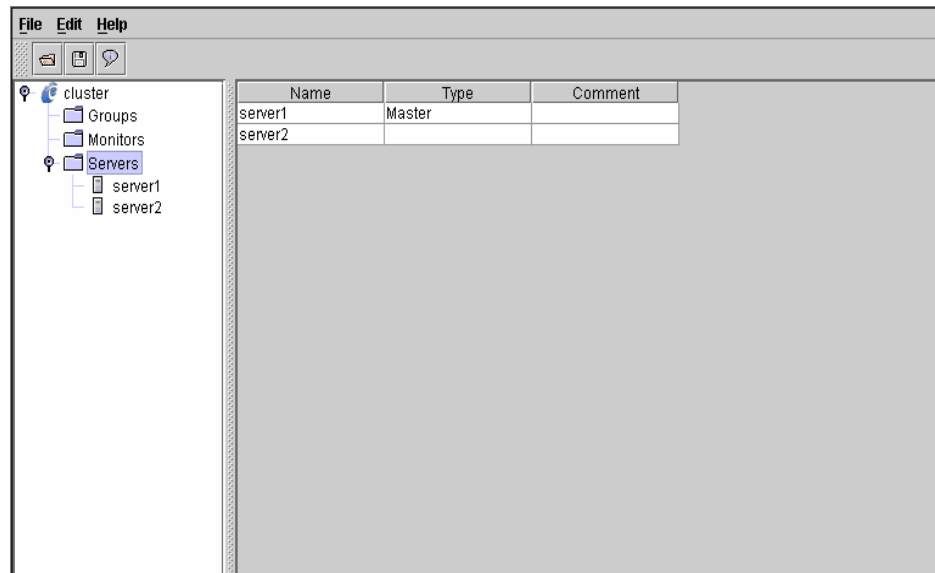 File Edit Help
cluster
Groups
Monitors
Servers
server1
server2
Name Type Comment
server1 Master
server2